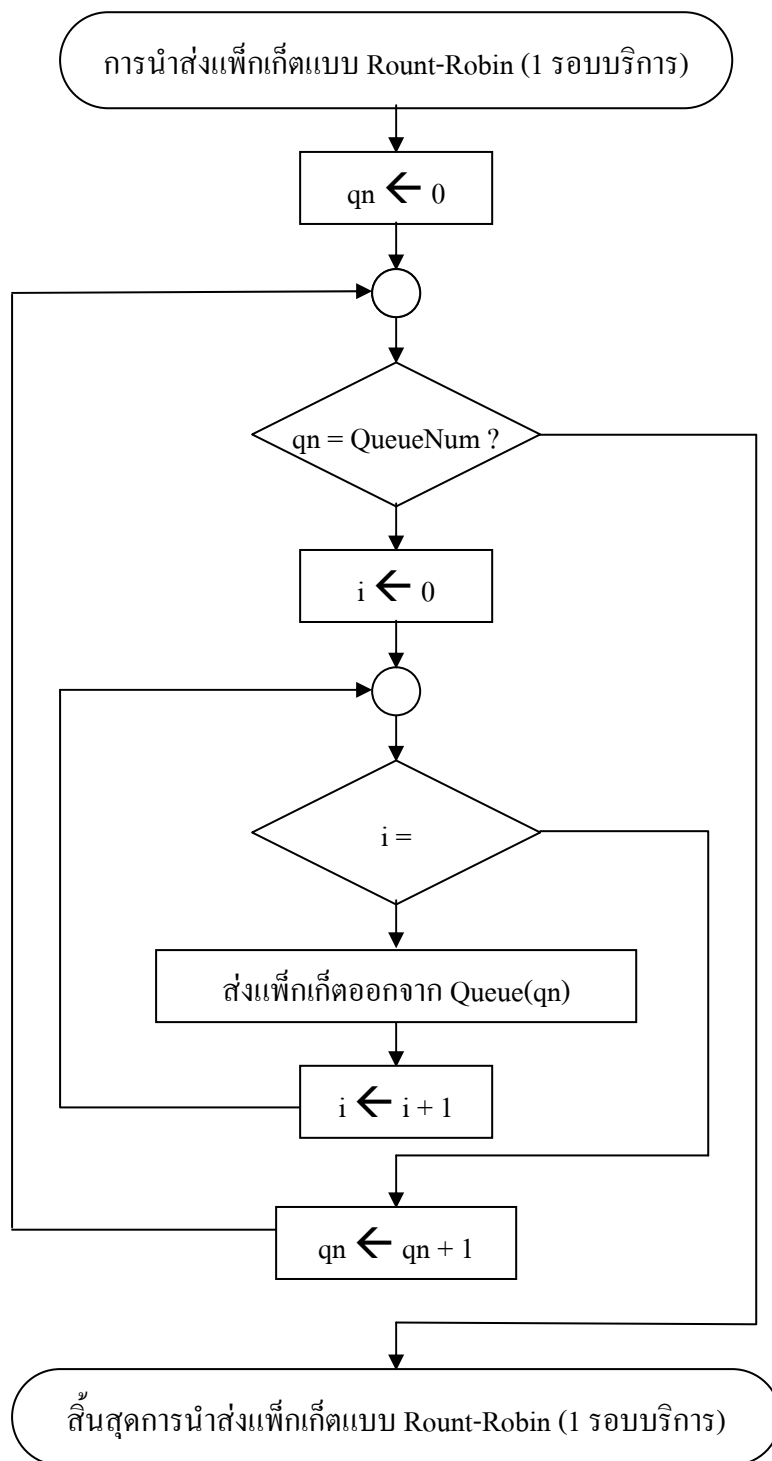 การนำส่งแพ็กเก็ตแบบ Rount-Robin (1 รอบบริการ)
qn ← 0
qn = QueueNum ?
i ← 0
i =
ส่งแพ็กเก็ตออกจาก Queue(qn)
i ← i + 1
qn ← qn + 1
สิ้นสุดการนำส่งแพ็กเก็ตแบบ Rount-Robin (1 รอบบริการ)